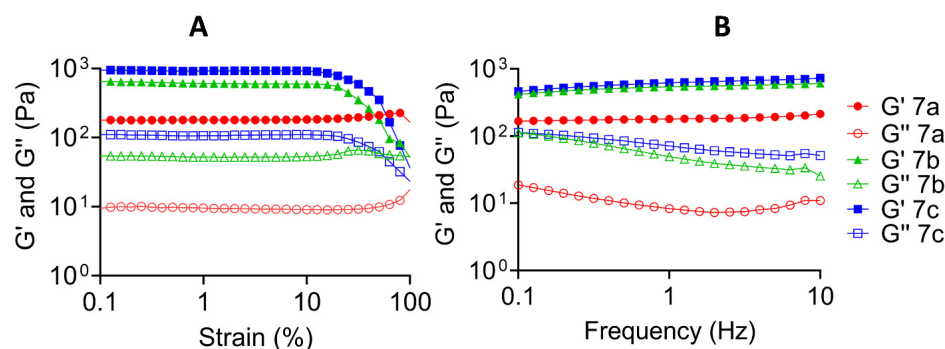 A
B
G' and G'' (Pa)
10³
10²
10¹
10⁰
0.1
1
10
100
Strain (%)
G' and G'' (Pa)
10³
10²
10¹
10⁰
0.1
1
10
Frequency (Hz)
G' 7a
G'' 7a
G' 7b
G'' 7b
G' 7c
G'' 7c